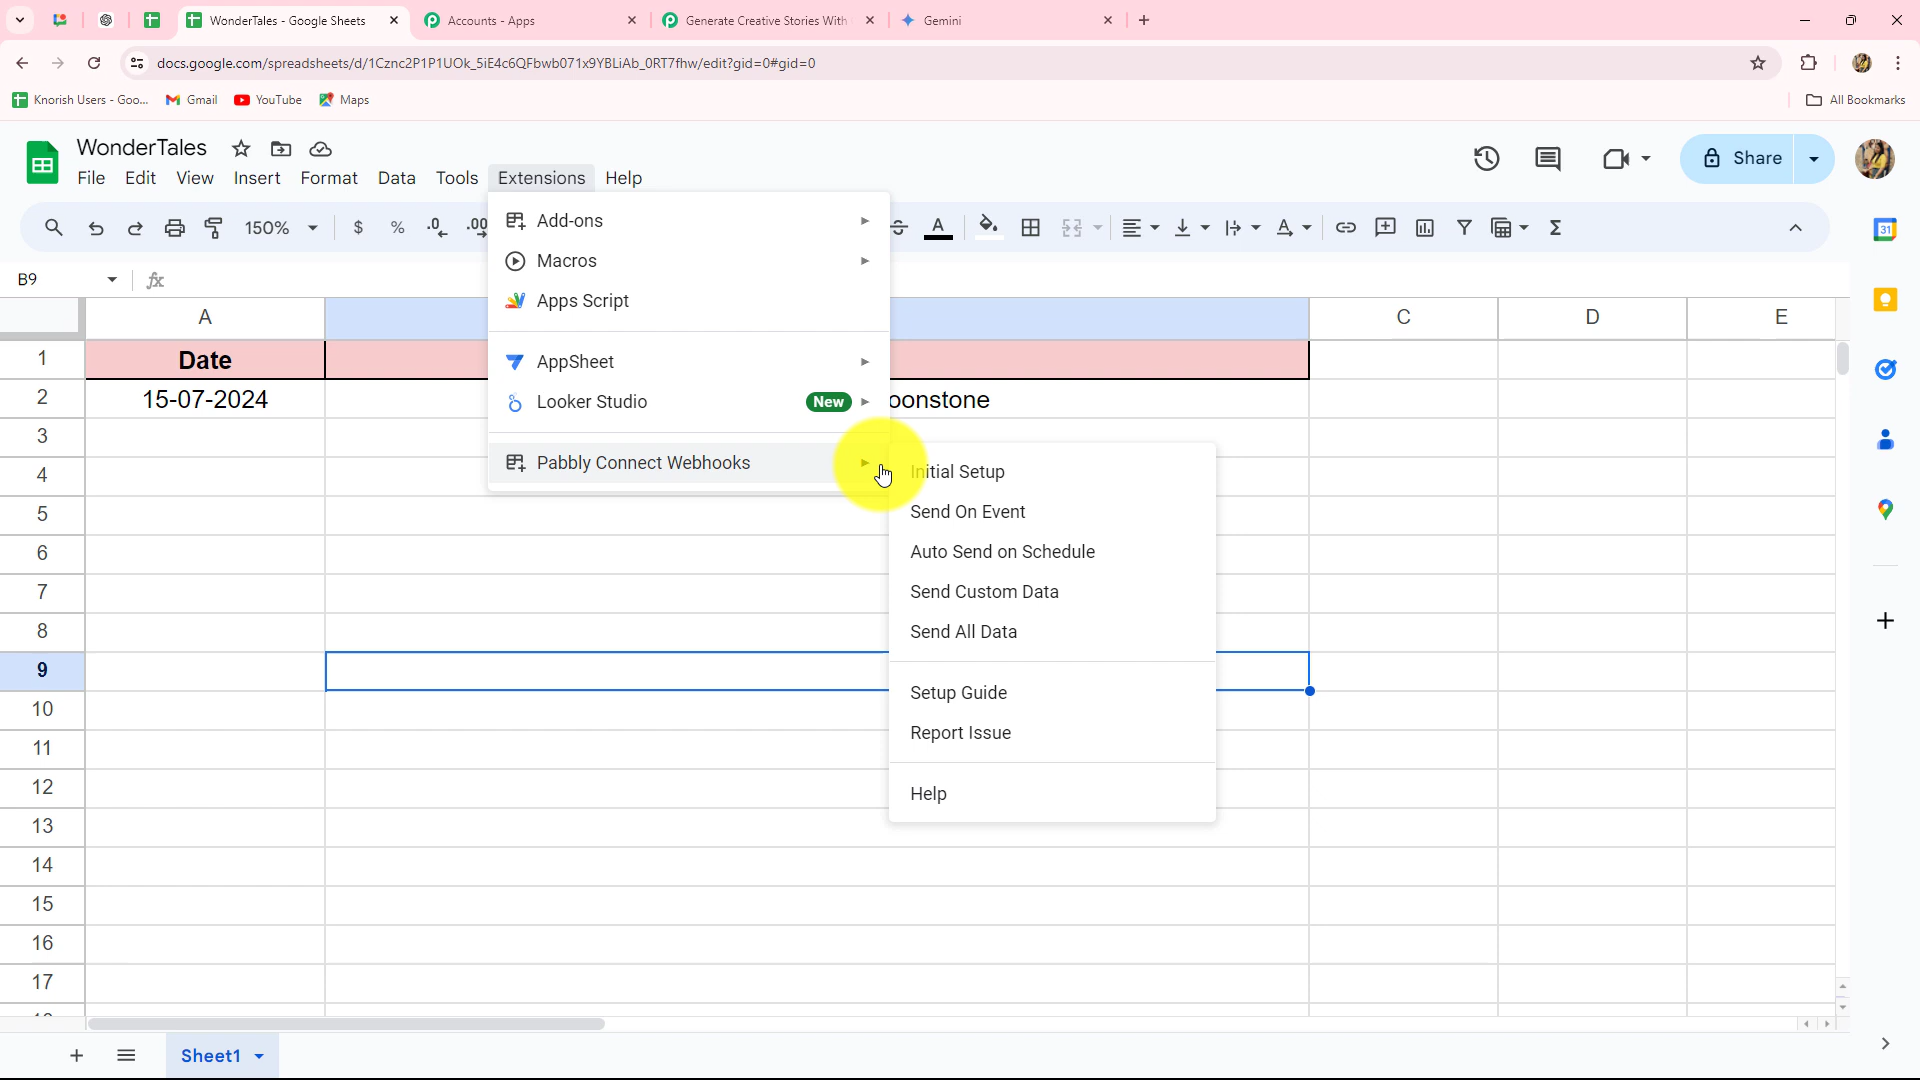 WonderTales - Google Sheets
Accounts - Apps
Generate Creative Stories With
Gemini
docs.google.com/spreadsheets/d/1Cznc2P1P1UOk_5iE4c6QFbwb071x9YBLiAb_0RT7fhw/edit?gid=0#gid=0
Knorish Users - Goo...
Gmail
YouTube
Maps
All Bookmarks
WonderTales
File Edit View Insert Format Data Tools Extensions Help
Share
150%
$ % .0 .00
B9
fx
A C D E
1 Date
2 15-07-2024 oonstone
3
4
5
6
7
8
9
10
11
12
13
14
15
16
17
Add-ons
Macros
Apps Script
AppSheet
Looker Studio New
Pabbly Connect Webhooks
Initial Setup
Send On Event
Auto Send on Schedule
Send Custom Data
Send All Data
Setup Guide
Report Issue
Help
Sheet1
31